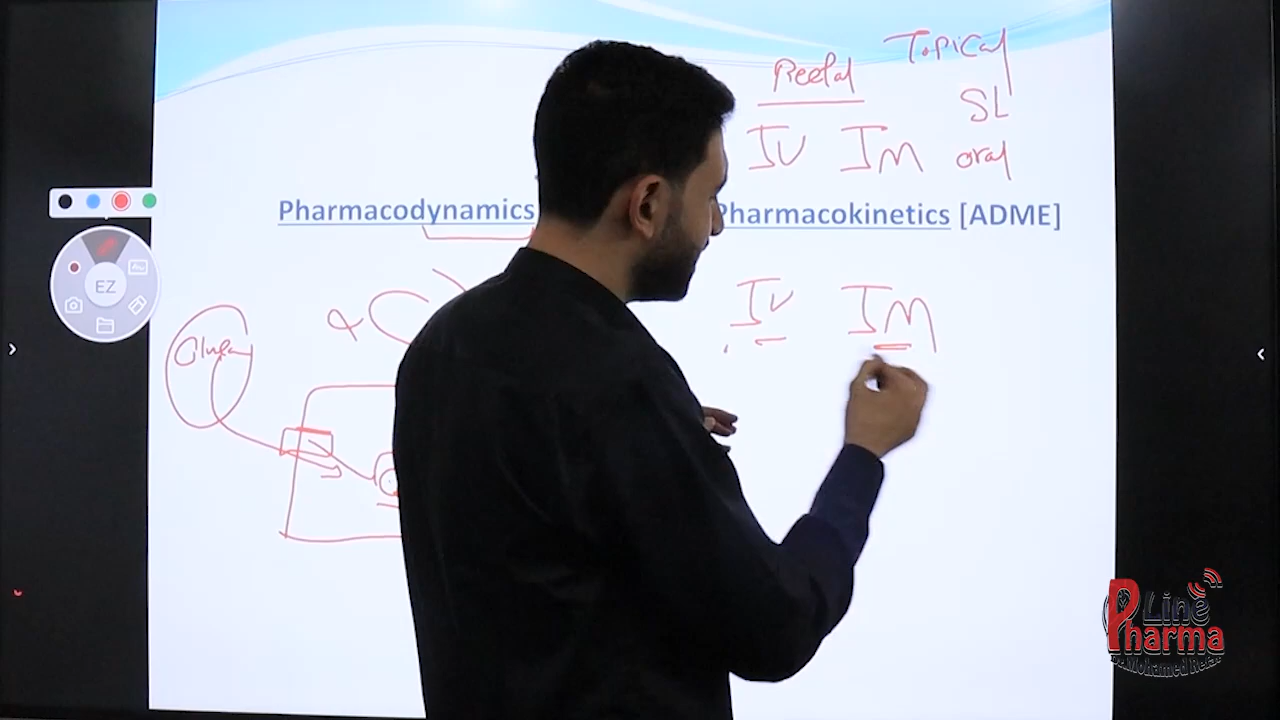 Topical
Rectal
SL
IV IM oral
Pharmacodynamics
Pharmacokinetics [ADME]
IV IM
EZ
Line
Pharma